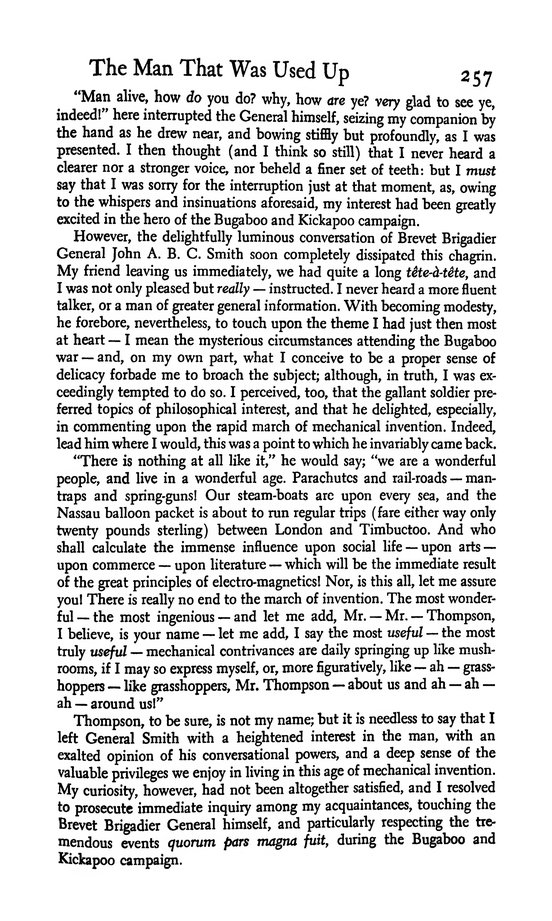 The Man That Was Used Up 257
“Man alive, how do you do? why, how are ye? very glad to see ye,
indeed!” here interrupted the General himself, seizing my companion by
the hand as he drew near, and bowing stiffly but profoundly, as I was
presented. I then thought (and I think so still) that I never heard a
clearer nor a stronger voice, nor beheld a finer set of teeth: but I must
say that I was sorry for the interruption just at that moment, as, owing
to the whispers and insinuations aforesaid, my interest had been greatly
excited in the hero of the Bugaboo and Kickapoo campaign.
However, the delightfully luminous conversation of Brevet Brigadier
General John A. B. C. Smith soon completely dissipated this chagrin.
My friend leaving us immediately, we had quite a long tête-à-tête, and
I was not only pleased but really — instructed. I never heard a more fluent
talker, or a man of greater general information. With becoming modesty,
he forebore, nevertheless, to touch upon the theme I had just then most
at heart — I mean the mysterious circumstances attending the Bugaboo
war — and, on my own part, what I conceive to be a proper sense of
delicacy forbade me to broach the subject; although, in truth, I was ex-
ceedingly tempted to do so. I perceived, too, that the gallant soldier pre-
ferred topics of philosophical interest, and that he delighted, especially,
in commenting upon the rapid march of mechanical invention. Indeed,
lead him where I would, this was a point to which he invariably came back.
“There is nothing at all like it,” he would say; “we are a wonderful
people, and live in a wonderful age. Parachutes and rail-roads — man-
traps and spring-guns! Our steam-boats are upon every sea, and the
Nassau balloon packet is about to run regular trips (fare either way only
twenty pounds sterling) between London and Timbuctoo. And who
shall calculate the immense influence upon social life — upon arts —
upon commerce — upon literature — which will be the immediate result
of the great principles of electro-magnetics! Nor, is this all, let me assure
you! There is really no end to the march of invention. The most wonder-
ful — the most ingenious — and let me add, Mr. — Mr. — Thompson,
I believe, is your name — let me add, I say the most useful — the most
truly useful — mechanical contrivances are daily springing up like mush-
rooms, if I may so express myself, or, more figuratively, like — ah — grass-
hoppers — like grasshoppers, Mr. Thompson — about us and ah — ah —
ah — around us!”
Thompson, to be sure, is not my name; but it is needless to say that I
left General Smith with a heightened interest in the man, with an
exalted opinion of his conversational powers, and a deep sense of the
valuable privileges we enjoy in living in this age of mechanical invention.
My curiosity, however, had not been altogether satisfied, and I resolved
to prosecute immediate inquiry among my acquaintances, touching the
Brevet Brigadier General himself, and particularly respecting the tre-
mendous events quorum pars magna fuit, during the Bugaboo and
Kickapoo campaign.